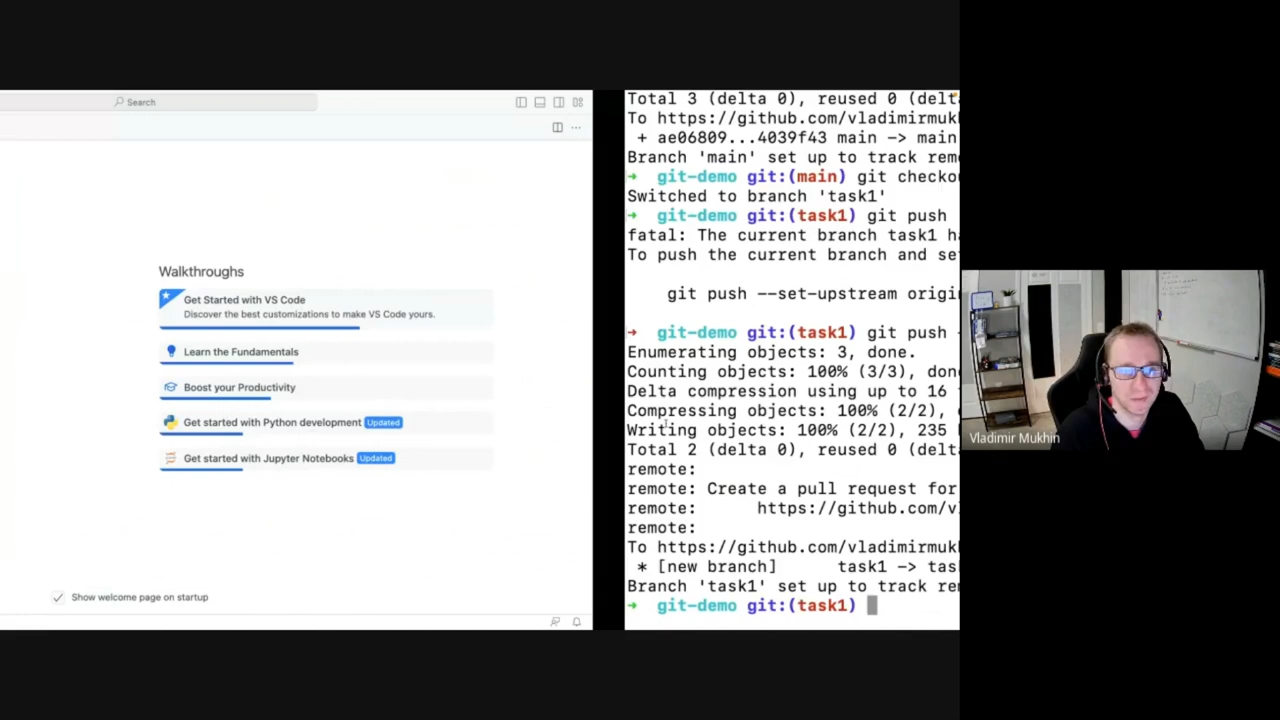 Search
Walkthroughs
Get Started with VS Code
Discover the best customizations to make VS Code yours.
Learn the Fundamentals
Boost your Productivity
Get started with Python development Updated
Get started with Jupyter Notebooks Updated
Show welcome page on startup
Total 3 (delta 0), reused 0 (delt
To https://github.com/vladimirmuk
+ ae06809...4039f43 main -> main
Branch 'main' set up to track rem
→ git-demo git:(main) git checko
Switched to branch 'task1'
→ git-demo git:(task1) git push
fatal: The current branch task1 ha
To push the current branch and se
git push --set-upstream origi
→ git-demo git:(task1) git push -
Enumerating objects: 3, done.
Counting objects: 100% (3/3), don
Delta compression using up to 16
Compressing objects: 100% (2/2),
Writing objects: 100% (2/2), 235
Total 2 (delta 0), reused 0 (delt
remote:
remote: Create a pull request for
remote: https://github.com/v
remote:
To https://github.com/vladimirmuk
* [new branch] task1 -> tas
Branch 'task1' set up to track re
→ git-demo git:(task1)
Vladimir Mukhin